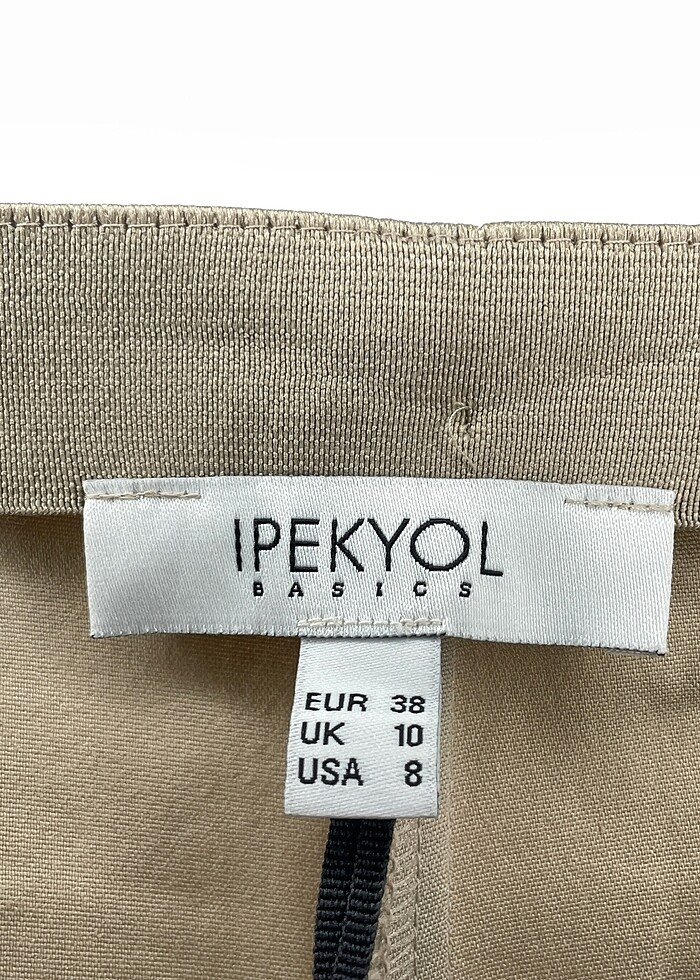 IPEKYOL
BASICS
EUR 38
UK 10
USA 8